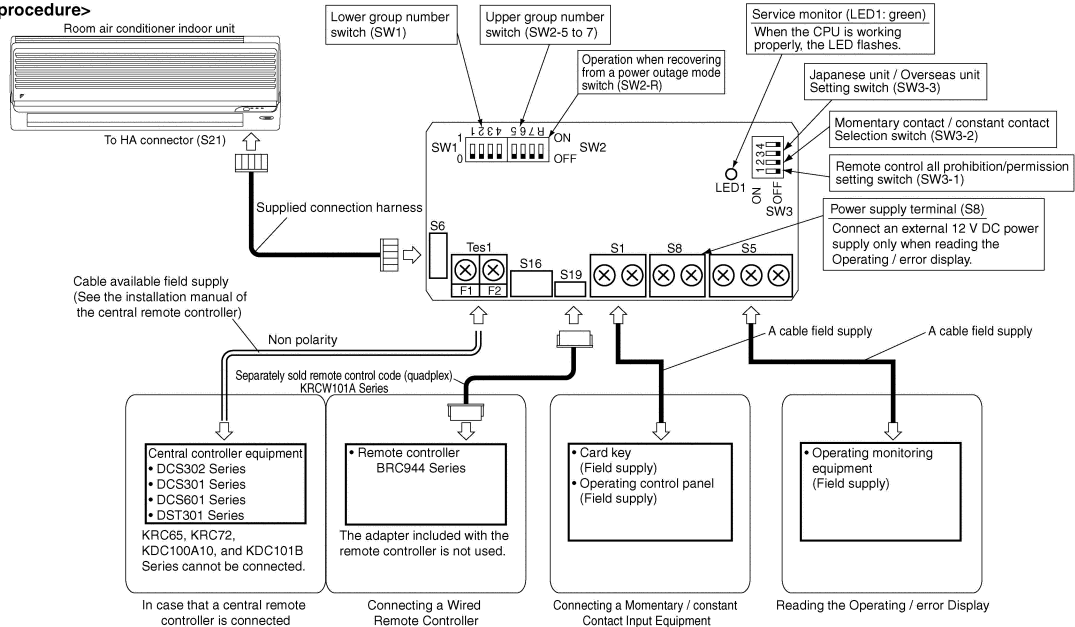 procedure>
Room air conditioner indoor unit
Lower group number
switch (SW1)
Upper group number
switch (SW2-5 to 7)
Operation when recovering
from a power outage mode
switch (SW2-R)
Service monitor (LED1: green)
When the CPU is working
properly, the LED flashes.
Japanese unit / Overseas unit
Setting switch (SW3-3)
Momentary contact / constant contact
Selection switch (SW3-2)
Remote control all prohibition/permission
setting switch (SW3-1)
Power supply terminal (S8)
Connect an external 12 V DC power
supply only when reading the
Operating / error display.
To HA connector (S21)
Supplied connection harness
SW1
1
0
4321
R765
ON
OFF
SW2
LED1
1234
ON
OFF
SW3
S6
Tes1
F1
F2
S16
S19
S1
S8
S5
Cable available field supply
(See the installation manual of
the central remote controller)
Non polarity
Separately sold remote control code (quadplex)
KRCW101A Series
A cable field supply
A cable field supply
Central controller equipment
• DCS302 Series
• DCS301 Series
• DCS601 Series
• DST301 Series
KRC65, KRC72,
KDC100A10, and KDC101B
Series cannot be connected.
In case that a central remote
controller is connected
• Remote controller
BRC944 Series
The adapter included with the
remote controller is not used.
Connecting a Wired
Remote Controller
• Card key
(Field supply)
• Operating control panel
(Field supply)
Connecting a Momentary / constant
Contact Input Equipment
• Operating monitoring
equipment
(Field supply)
Reading the Operating / error Display